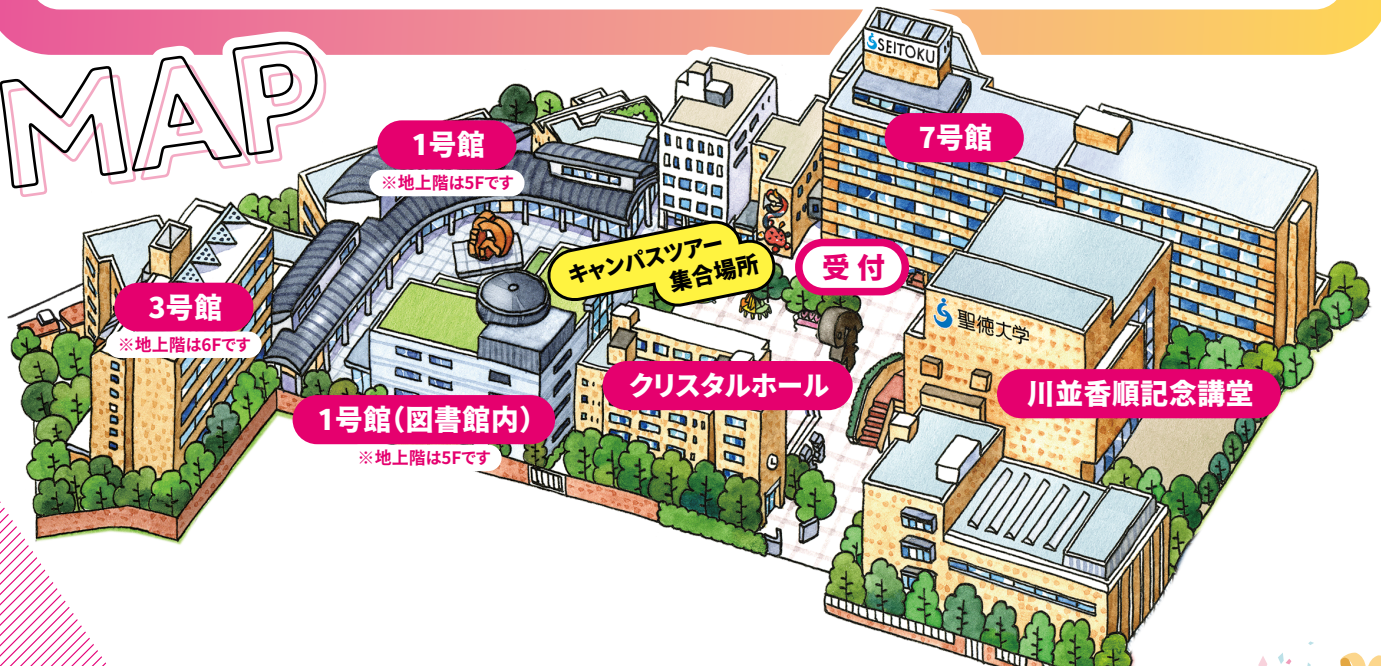 MAP
SEITOKU
1号館
※地上階は5Fです
7号館
キャンパスツアー
集合場所
受付
3号館
※地上階は6Fです
聖徳大学
クリスタルホール
川並香順記念講堂
1号館(図書館内)
※地上階は5Fです